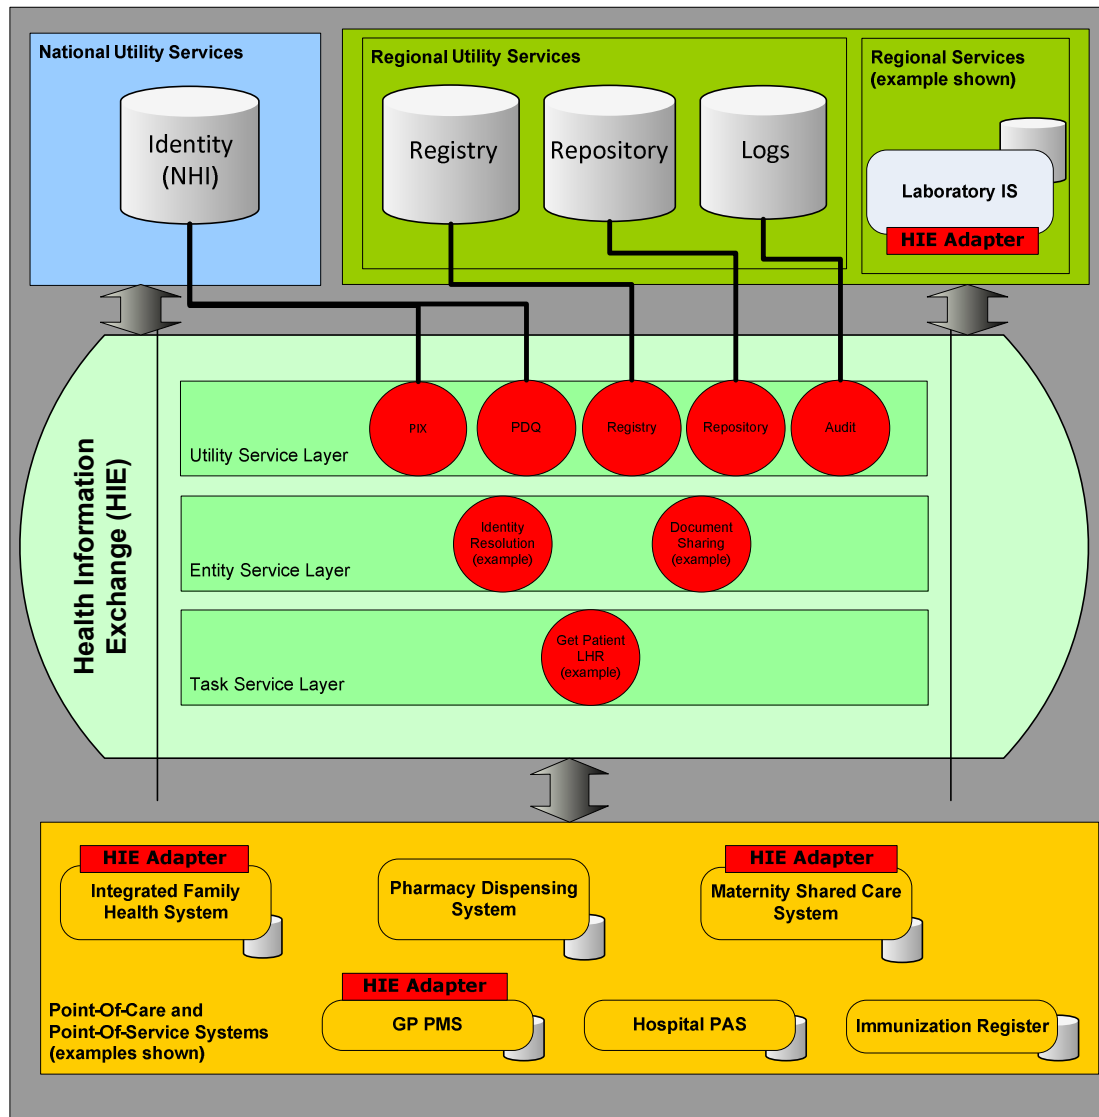 National Utility Services
Identity
(NHI)
Regional Utility Services
Registry
Repository
Logs
Regional Services
(example shown)
Laboratory IS
HIE Adapter
Health Information
Exchange (HIE)
PIX
PDQ
Registry
Repository
Audit
Utility Service Layer
Identity
Resolution
(example)
Document
Sharing
(example)
Entity Service Layer
Get Patient
LHR
(example)
Task Service Layer
HIE Adapter
Integrated Family
Health System
Pharmacy Dispensing
System
HIE Adapter
Maternity Shared Care
System
Point-Of-Care and
Point-Of-Service Systems
(examples shown)
HIE Adapter
GP PMS
Hospital PAS
Immunization Register